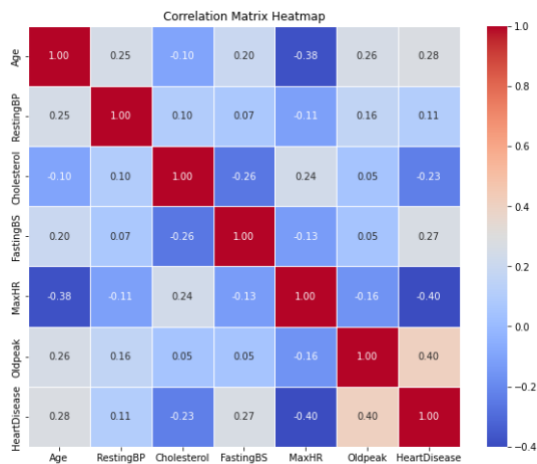 Correlation Matrix Heatmap
Age 1.00 0.25 -0.10 0.20 -0.38 0.26 0.28
RestingBP 0.25 1.00 0.10 0.07 -0.11 0.16 0.11
Cholesterol -0.10 0.10 1.00 -0.26 0.24 0.05 -0.23
FastingBS 0.20 0.07 -0.26 1.00 -0.13 0.05 0.27
MaxHR -0.38 -0.11 0.24 -0.13 1.00 -0.16 -0.40
Oldpeak 0.26 0.16 0.05 0.05 -0.16 1.00 0.40
HeartDisease 0.28 0.11 -0.23 0.27 -0.40 0.40 1.00
Age RestingBP Cholesterol FastingBS MaxHR Oldpeak HeartDisease
1.0
0.8
0.6
0.4
0.2
0.0
−0.2
−0.4